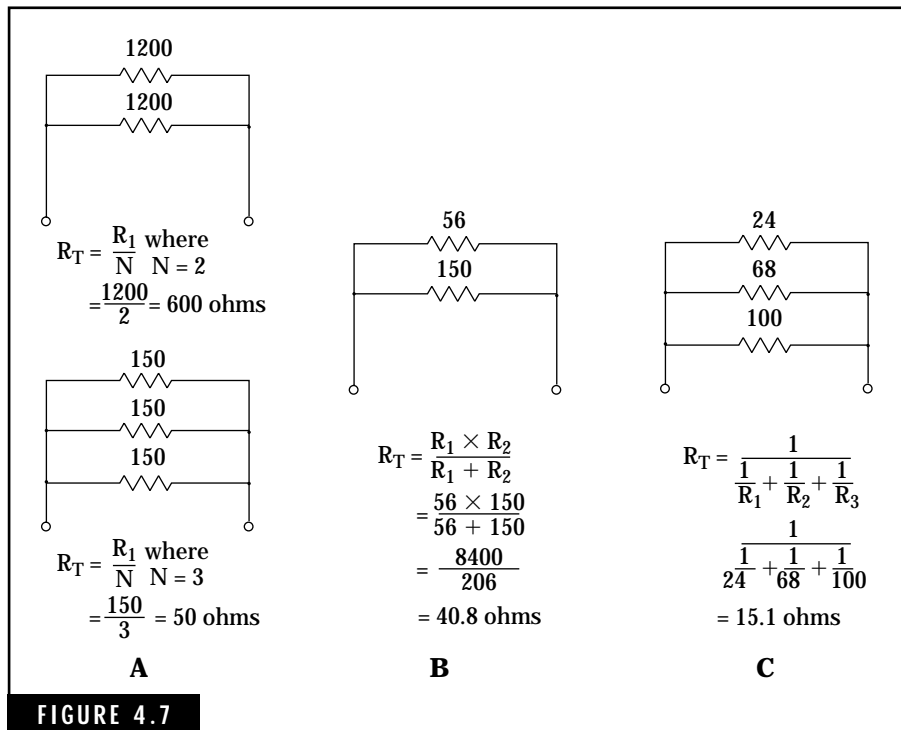 1200
1200
R_T = R_1/N where N = 2
= 1200/2 = 600 ohms
150
150
150
R_T = R_1/N where N = 3
= 150/3 = 50 ohms
A
56
150
R_T = (R_1 × R_2)/(R_1 + R_2)
= (56 × 150)/(56 + 150)
= 8400/206
= 40.8 ohms
B
24
68
100
R_T = 1/(1/R_1 + 1/R_2 + 1/R_3)
1/(1/24 + 1/68 + 1/100)
= 15.1 ohms
C
FIGURE 4.7